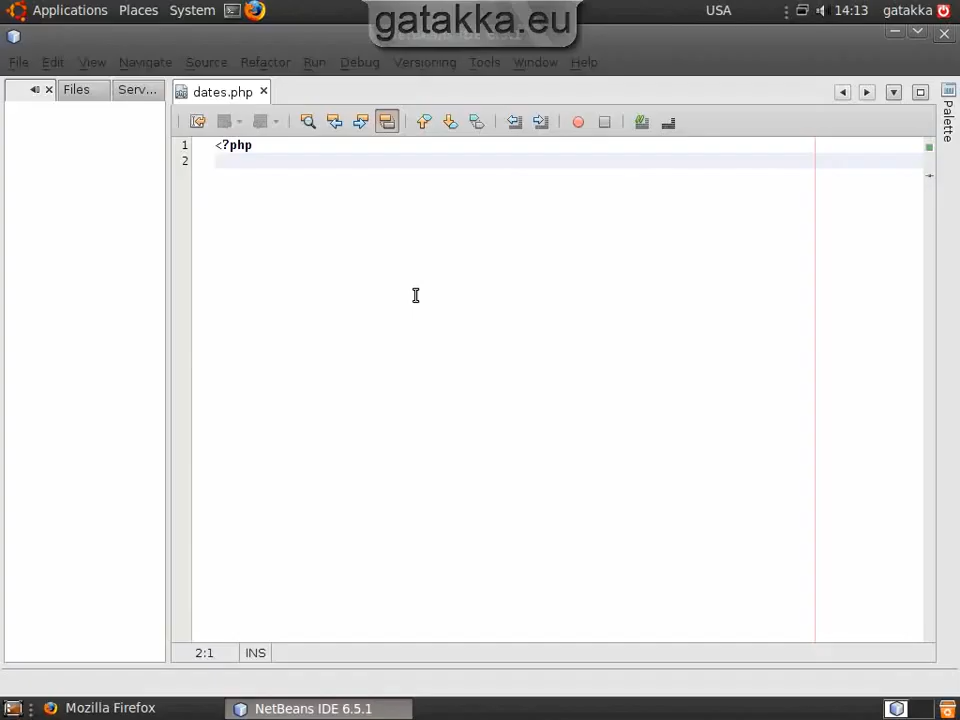 Applications Places System
gatakka.eu
USA
14:13
gatakka
File Edit View Navigate Source Refactor Run Debug Versioning Tools Window Help
Files
Serv...
dates.php
Palette
1 <?php
2
2:1 INS
Mozilla Firefox
NetBeans IDE 6.5.1